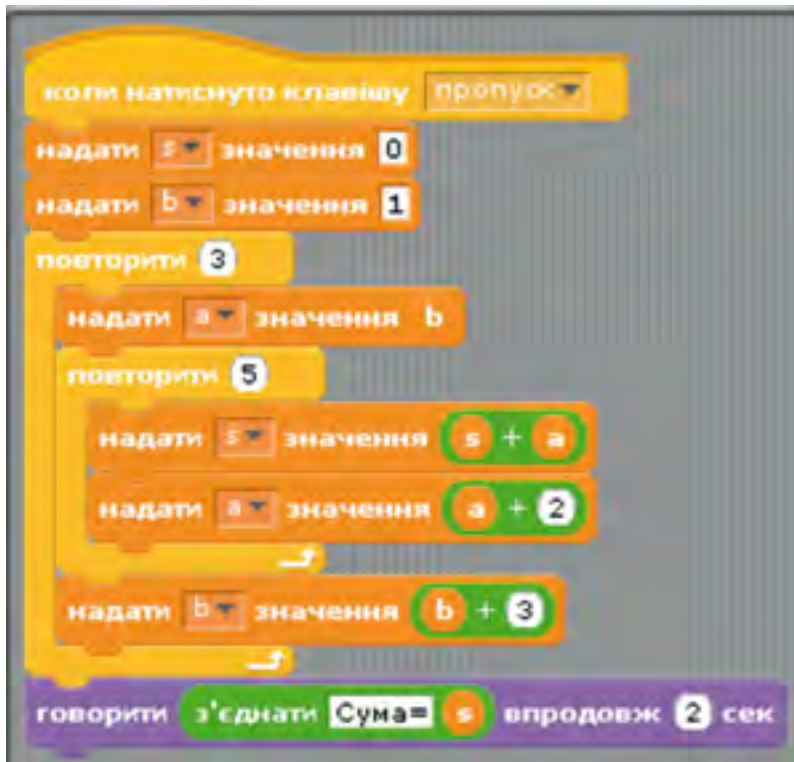 коли натиснуто клавішу пропуск
надати s значення 0
надати b значення 1
повторити 3
надати a значення b
повторити 5
надати s значення s + a
надати a значення a + 2
надати b значення b + 3
говорити з'єднати Сума= s впродовж 2 сек